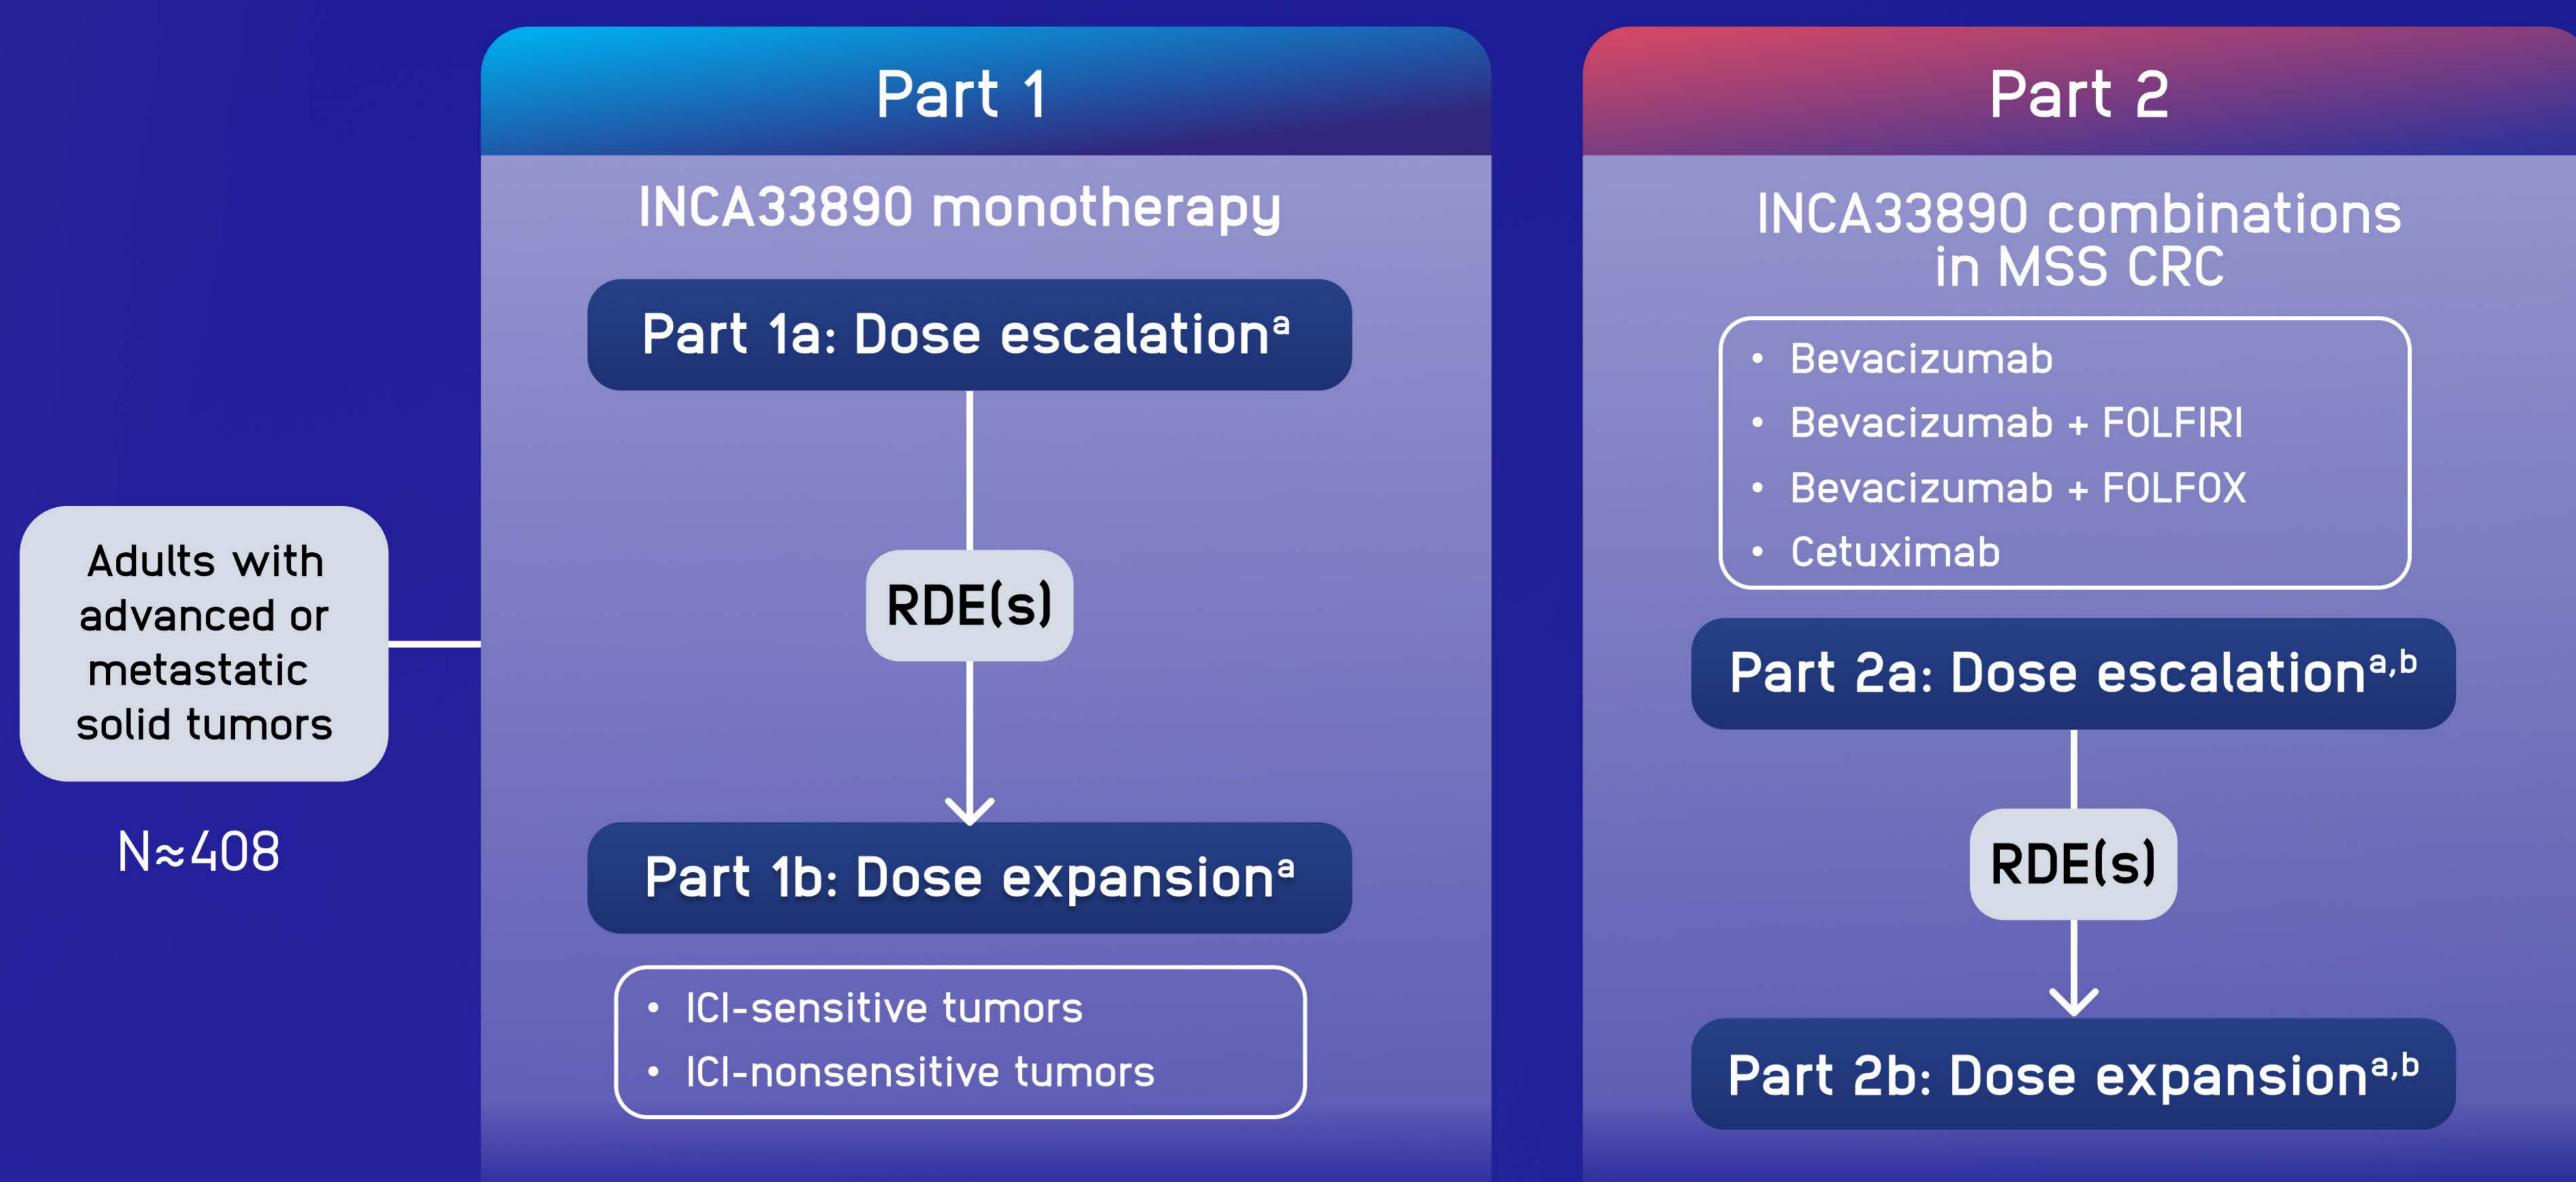 Adults with
advanced or
metastatic
solid tumors
N≈408
Part 1
INCA33890 monotherapy
Part 1a: Dose escalationᵃ
RDE(s)
Part 1b: Dose expansionᵃ
• ICI-sensitive tumors
• ICI-nonsensitive tumors
Part 2
INCA33890 combinations
in MSS CRC
• Bevacizumab
• Bevacizumab + FOLFIRI
• Bevacizumab + FOLFOX
• Cetuximab
Part 2a: Dose escalationᵃ,ᵇ
RDE(s)
Part 2b: Dose expansionᵃ,ᵇ